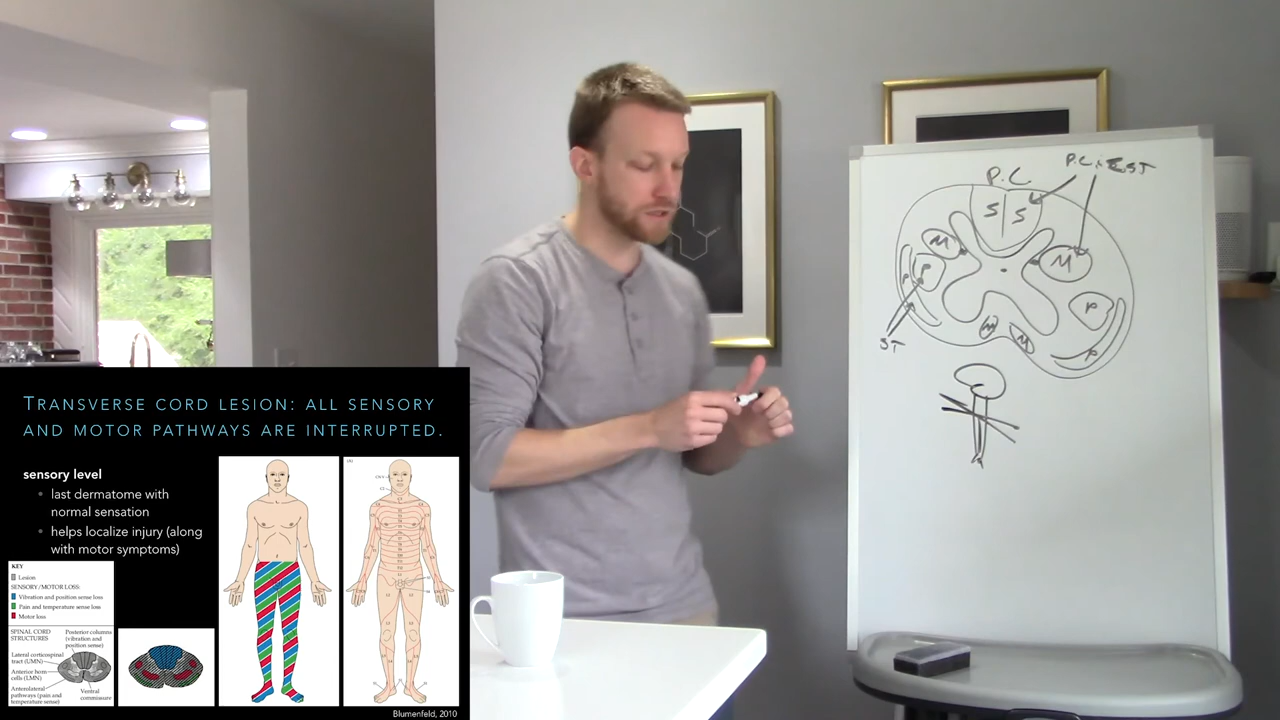 TRANSVERSE CORD LESION: ALL SENSORY
AND MOTOR PATHWAYS ARE INTERRUPTED.
sensory level
• last dermatome with
normal sensation
• helps localize injury (along
with motor symptoms)
KEY
Lesion
SENSORY/MOTOR LOSS:
Vibration and position sense loss
Pain and temperature sense loss
Motor loss
SPINAL CORD
STRUCTURES
Posterior columns
(vibration and
position sense)
Lateral corticospinal
tract (UMN)
Anterior horn
cells (LMN)
Anterolateral
pathways (pain and
temperature sense)
Ventral
commissure
Blumenfeld, 2010
P.C.
S S
M
M
P
P
P
P
M
M
ST